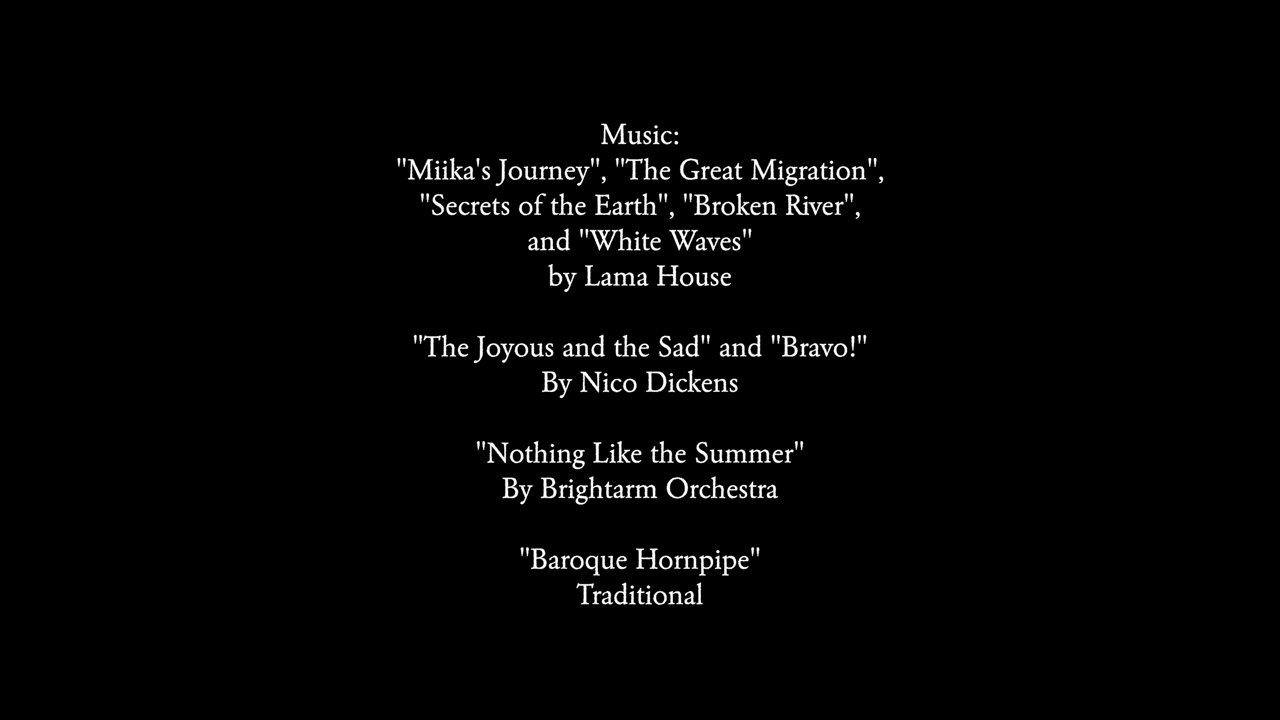 Music:
"Miika's Journey", "The Great Migration",
"Secrets of the Earth", "Broken River",
and "White Waves"
by Lama House
"The Joyous and the Sad" and "Bravo!"
By Nico Dickens
"Nothing Like the Summer"
By Brightarm Orchestra
"Baroque Hornpipe"
Traditional